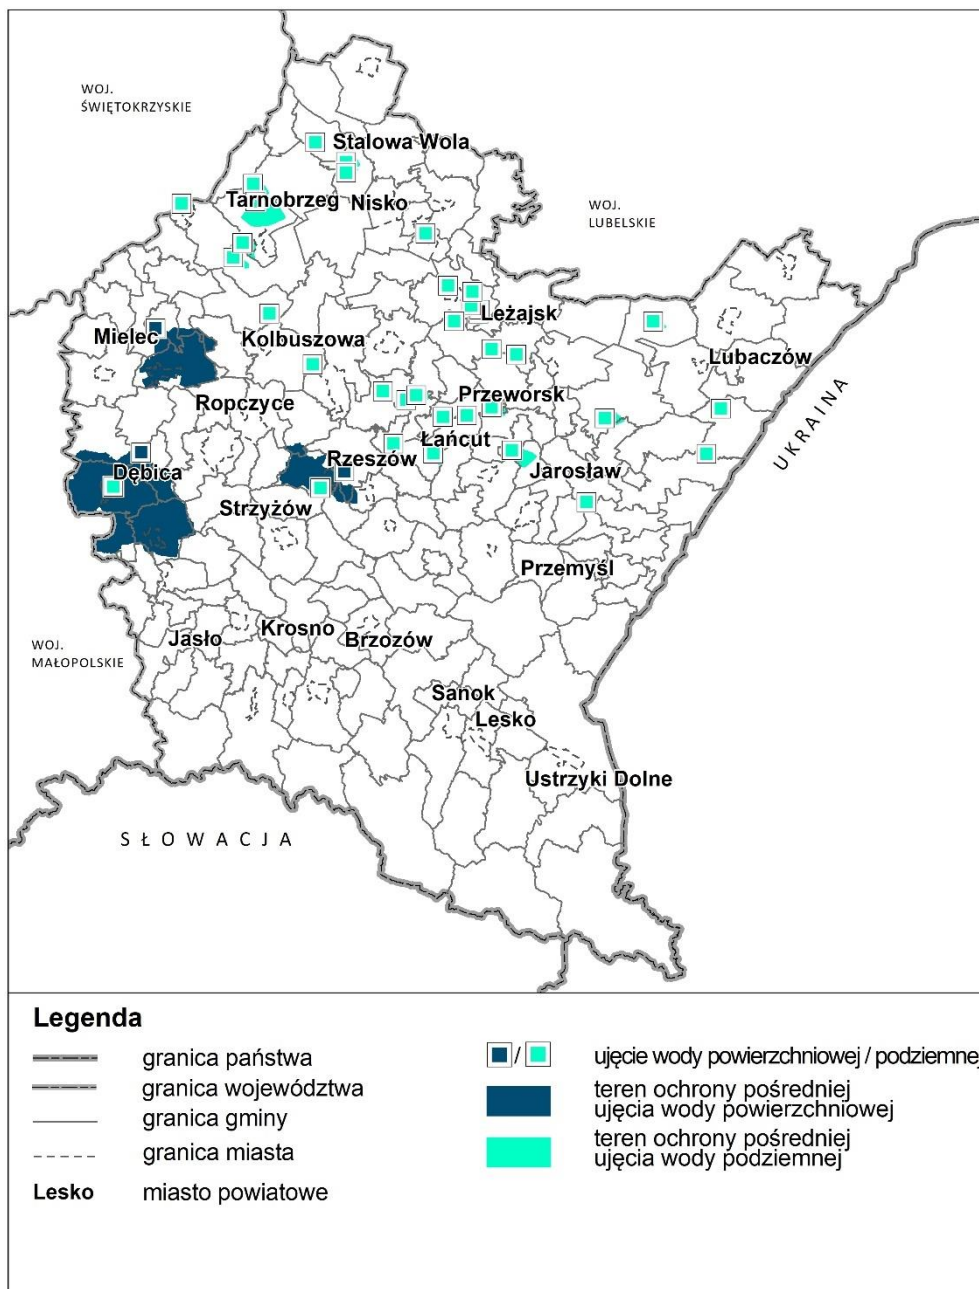 WOJ.
ŚWIĘTOKRZYSKIE
Stalowa Wola
Tarnobrzeg
Nisko
WOJ.
LUBELSKIE
Leżajsk
Mielec
Kolbuszowa
Lubaczów
Ropczyce
Przeworsk
UKRAINA
Łańcut
Rzeszów
Jarosław
Dębica
Strzyżów
Przemyśl
WOJ.
MAŁOPOLSKIE
Jasło
Krosno
Brzozów
Sanok
Lesko
Ustrzyki Dolne
SŁOWACJA
Legenda
granica państwa
granica województwa
granica gminy
granica miasta
Lesko miasto powiatowe
/ ujęcie wody powierzchniowej / podziemnej
teren ochrony pośredniej
ujęcia wody powierzchniowej
teren ochrony pośredniej
ujęcia wody podziemnej